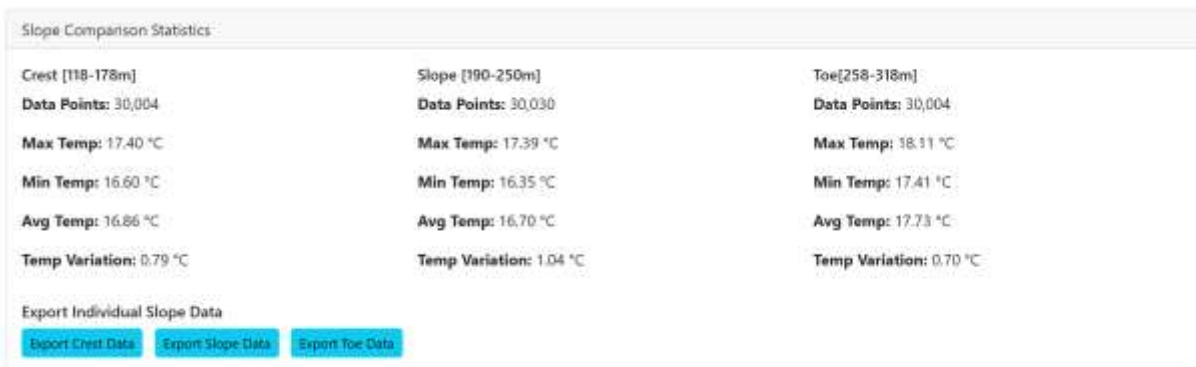 Slope Comparison Statistics
Crest [118-178m]
Data Points: 30,004
Max Temp: 17.40 °C
Min Temp: 16.60 °C
Avg Temp: 16.86 °C
Temp Variation: 0.79 °C
Slope [190-250m]
Data Points: 30,030
Max Temp: 17.39 °C
Min Temp: 16.35 °C
Avg Temp: 16.70 °C
Temp Variation: 1.04 °C
Toe[258-318m]
Data Points: 30,004
Max Temp: 18.11 °C
Min Temp: 17.41 °C
Avg Temp: 17.73 °C
Temp Variation: 0.70 °C
Export Individual Slope Data
Export Crest Data
Export Slope Data
Export Toe Data